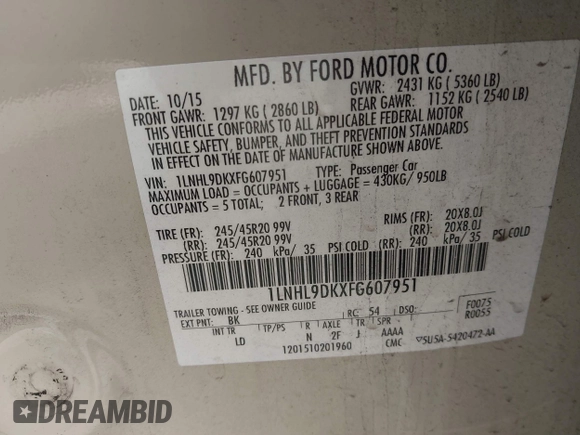 MFD. BY FORD MOTOR CO.
DATE: 10/15
GVWR: 2431 KG ( 5360 LB)
FRONT GAWR: 1297 KG ( 2860 LB)
REAR GAWR: 1152 KG ( 2540 LB)
THIS VEHICLE CONFORMS TO ALL APPLICABLE FEDERAL MOTOR
VEHICLE SAFETY, BUMPER, AND THEFT PREVENTION STANDARDS
IN EFFECT ON THE DATE OF MANUFACTURE SHOWN ABOVE.
VIN: 1LNHL9DKXFG607951 TYPE: Passenger Car
MAXIMUM LOAD = OCCUPANTS + LUGGAGE = 430KG/ 950LB
OCCUPANTS = 5 TOTAL; 2 FRONT, 3 REAR
TIRE (FR): 245/45R20 99V RIMS (FR): 20X8.0J
(RR): 245/45R20 99V (RR): 20X8.0J
PRESSURE (FR): 240 kPa/ 35 PSI COLD (RR): 240 kPa/ 35 PSI COLD
1LNHL9DKXFG607951
TRAILER TOWING - SEE OWNER GUIDE
EXT PNT: BK RC: 54 DSO: F0075
R0055
INT TR TP/PS R AXLE TR SPR
LD N 2F J AAAA
1201510201960 CMC 5U5A-5420472-AA
DREAMBID